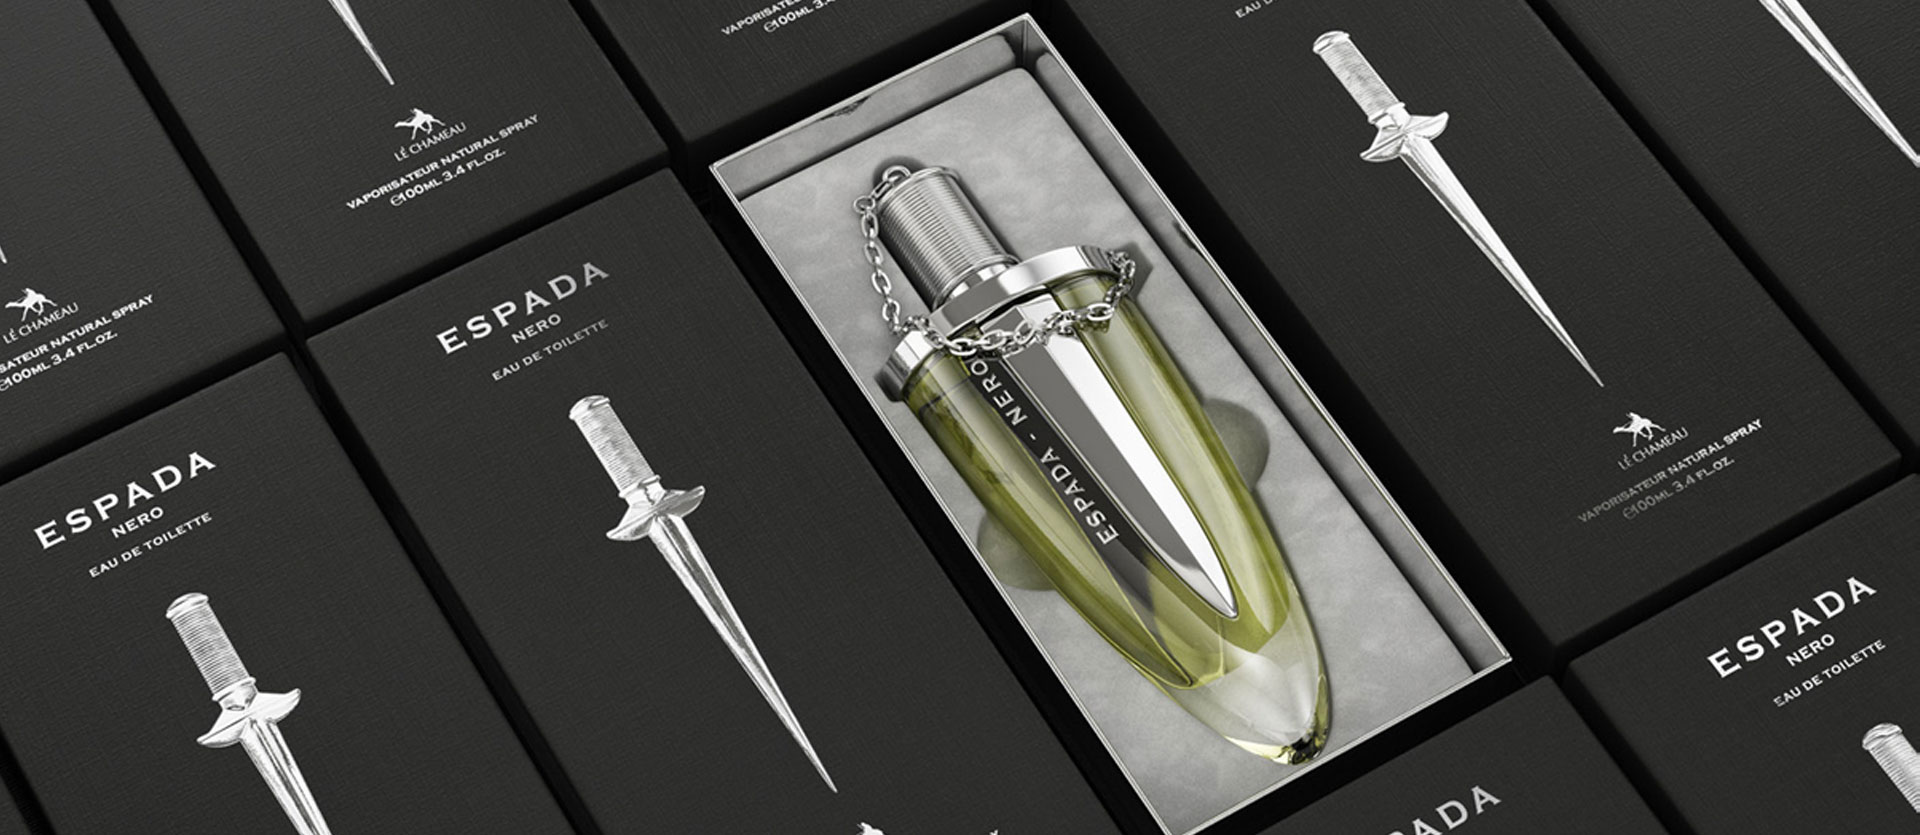 VAPORISATEUR NATURAL SPRAY
℮100ML 3.4
EAU D
LÉ CHAMEAU
VAPORISATEUR NATURAL SPRAY
℮100ML 3.4 FL.OZ.
LÉ CHAMEAU
SATEUR NATURAL SPRAY
℮100ML 3.4 FL.OZ.
ESPADA
NERO
EAU DE TOILETTE
ESPADA
NERO
EAU DE TOILETTE
ESPADA - NERO
LÉ CHAMEAU
VAPORISATEUR NATURAL SPRAY
℮100ML 3.4 FL.OZ.
ESPADA
NERO
EAU DE TOILETTE
PADA